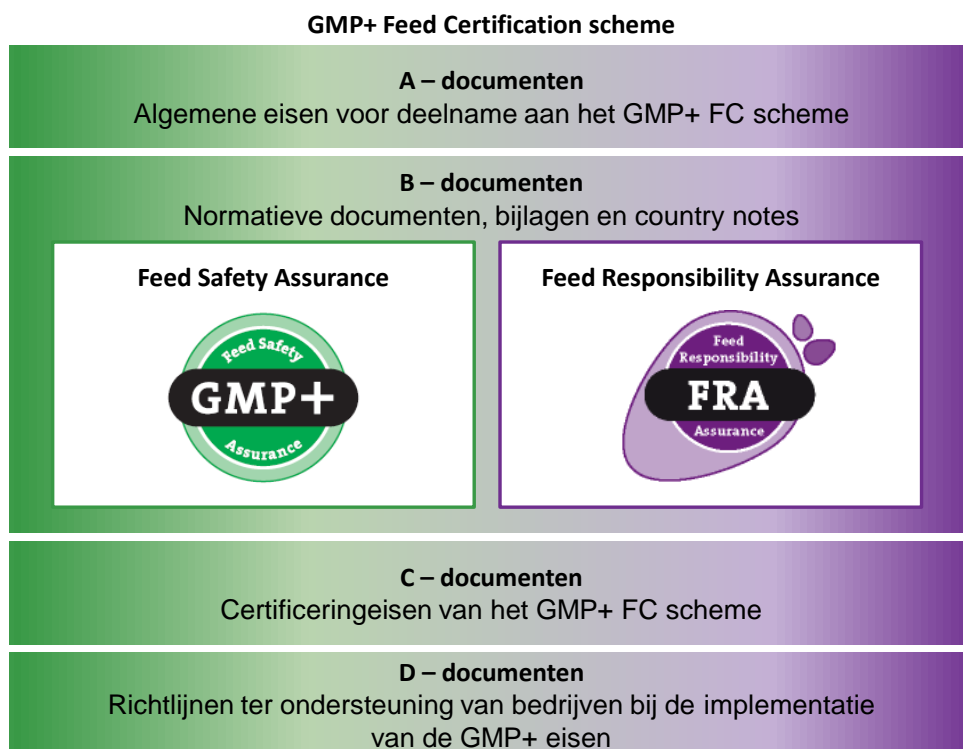 GMP+ Feed Certification scheme
A – documenten
Algemene eisen voor deelname aan het GMP+ FC scheme
B – documenten
Normatieve documenten, bijlagen en country notes
Feed Safety Assurance
Feed Safety
GMP+
Assurance
Feed Responsibility Assurance
Feed
Responsibility
FRA
Assurance
C – documenten
Certificeringeisen van het GMP+ FC scheme
D – documenten
Richtlijnen ter ondersteuning van bedrijven bij de implementatie
van de GMP+ eisen